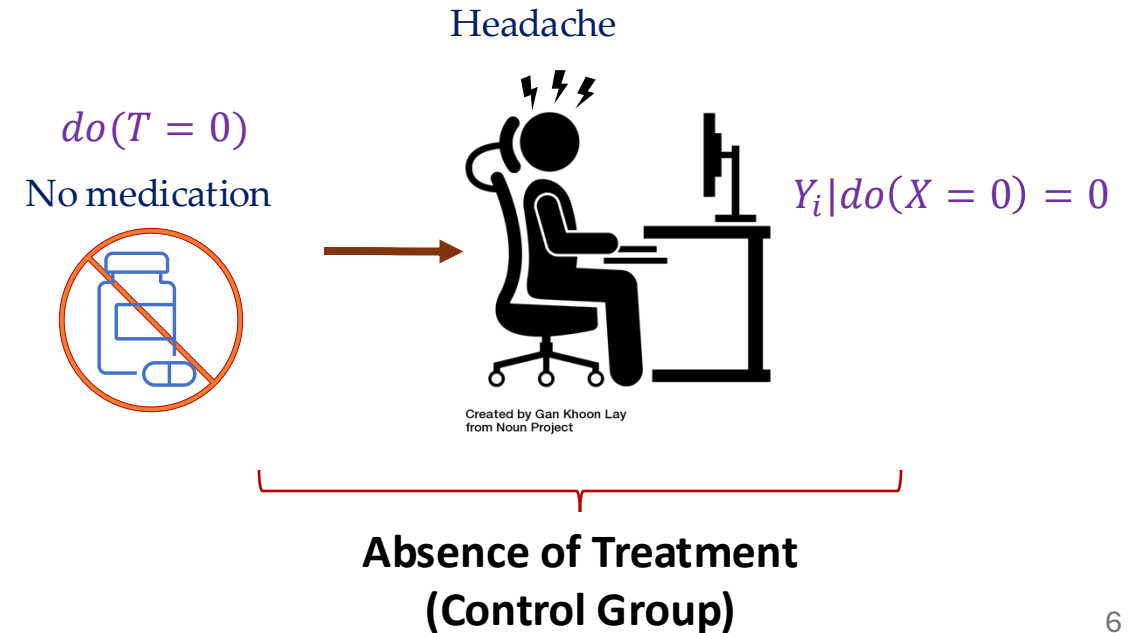 Headache
do(T = 0)
No medication
Y_i|do(X = 0) = 0
Created by Gan Khoon Lay
from Noun Project
Absence of Treatment
(Control Group)
6